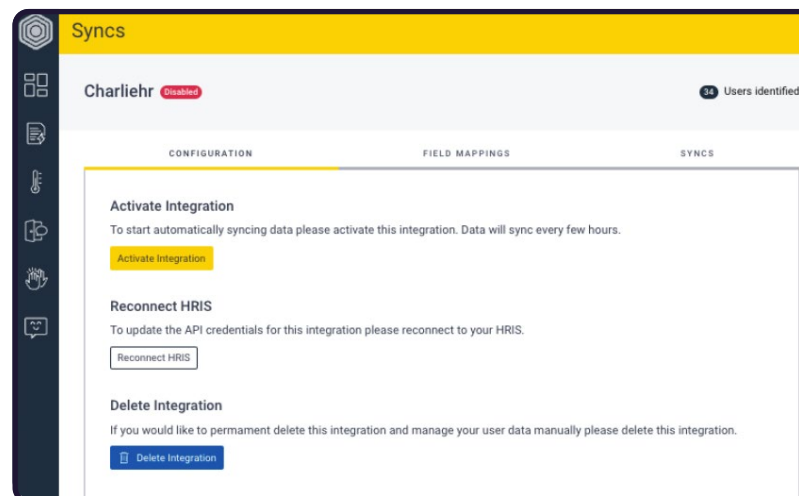 Syncs
Charliehr Disabled
34 Users identified
CONFIGURATION
FIELD MAPPINGS
SYNCS
Activate Integration
To start automatically syncing data please activate this integration. Data will sync every few hours.
Activate Integration
Reconnect HRIS
To update the API credentials for this integration please reconnect to your HRIS.
Reconnect HRIS
Delete Integration
If you would like to permament delete this integration and manage your user data manually please delete this integration.
Delete Integration